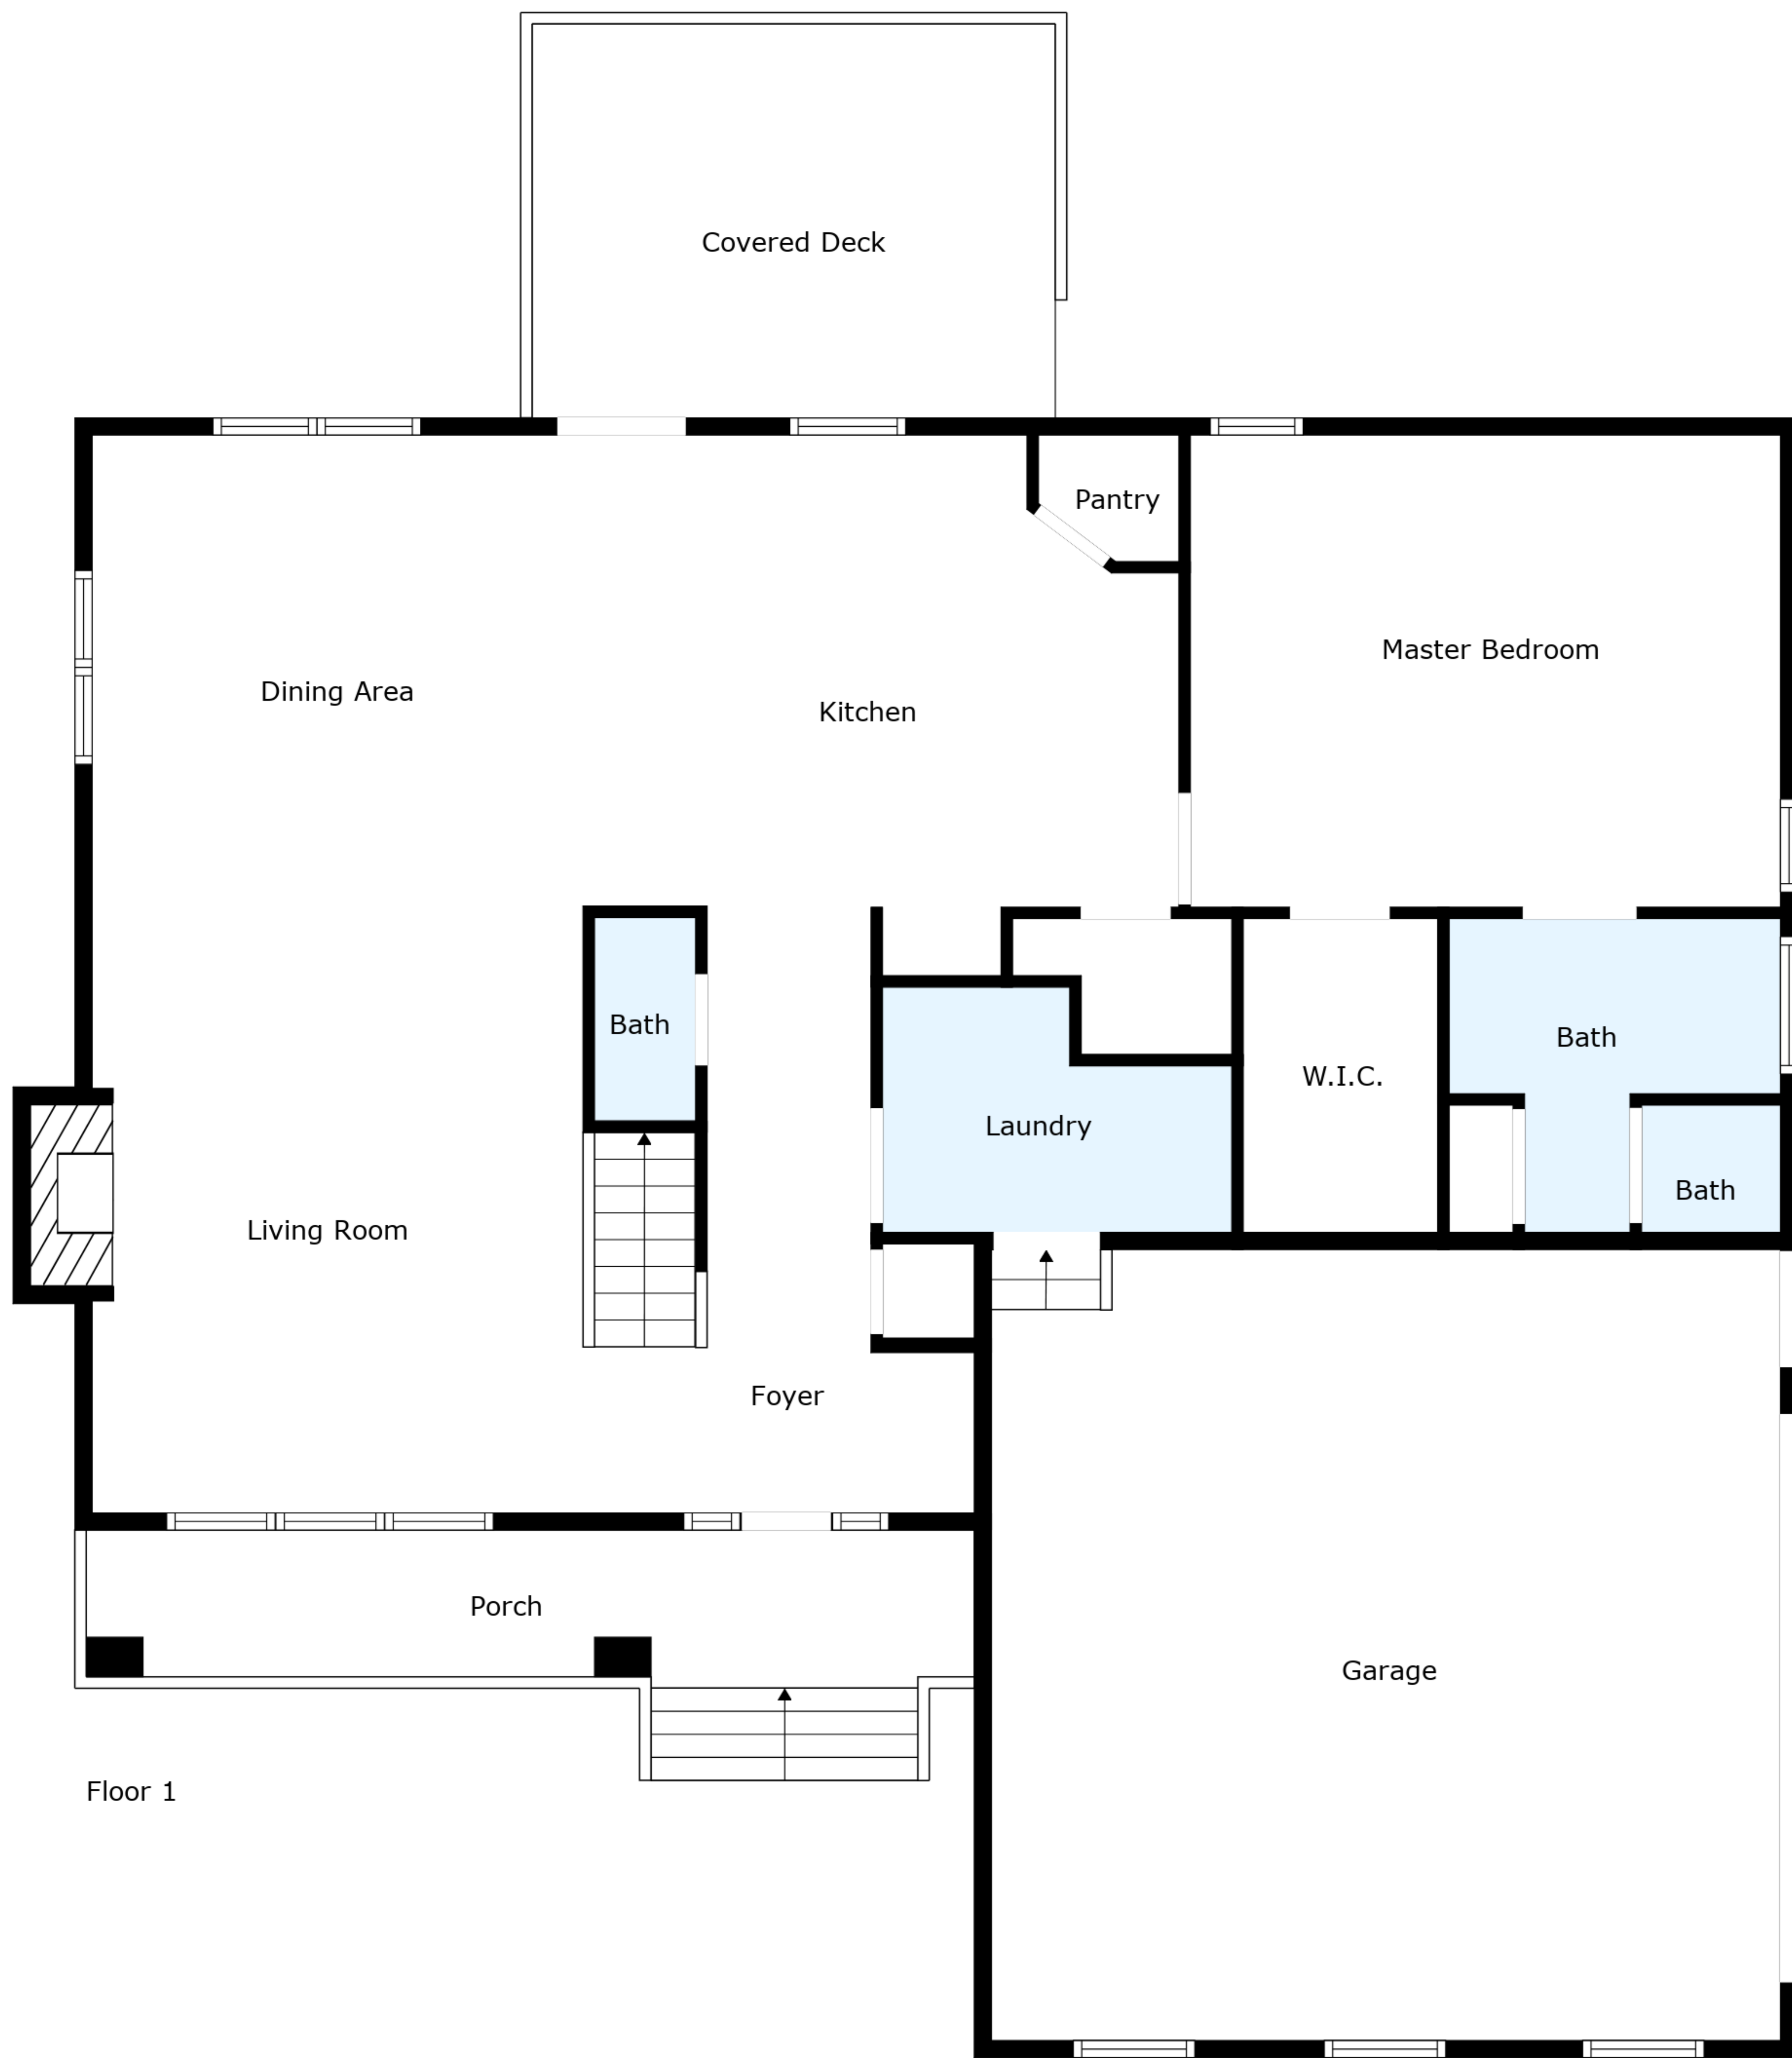 Covered Deck
Pantry
Master Bedroom
Dining Area
Kitchen
Bath
Bath
W.I.C.
Laundry
Bath
Living Room
Foyer
Porch
Garage
Floor 1